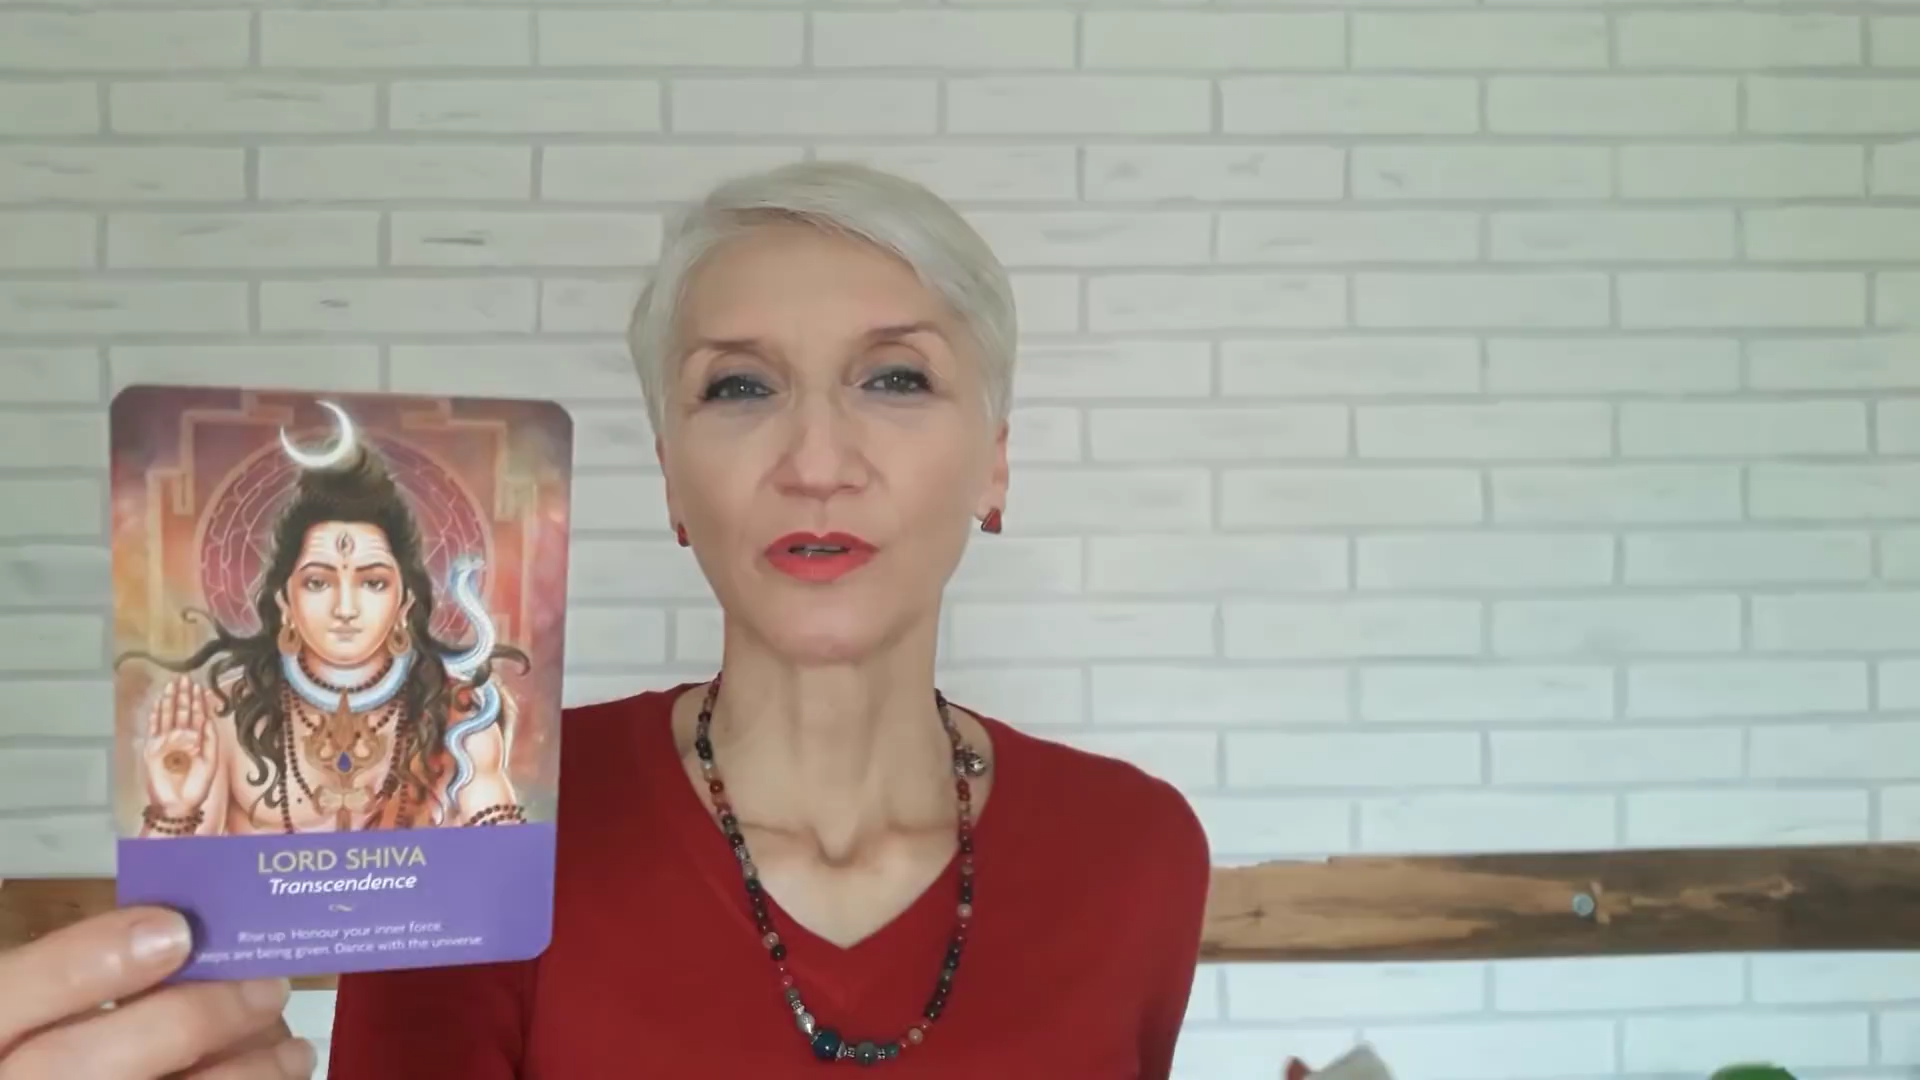 LORD SHIVA
Transcendence
Rise up. Honour your inner force.
steps are being given. Dance with the universe